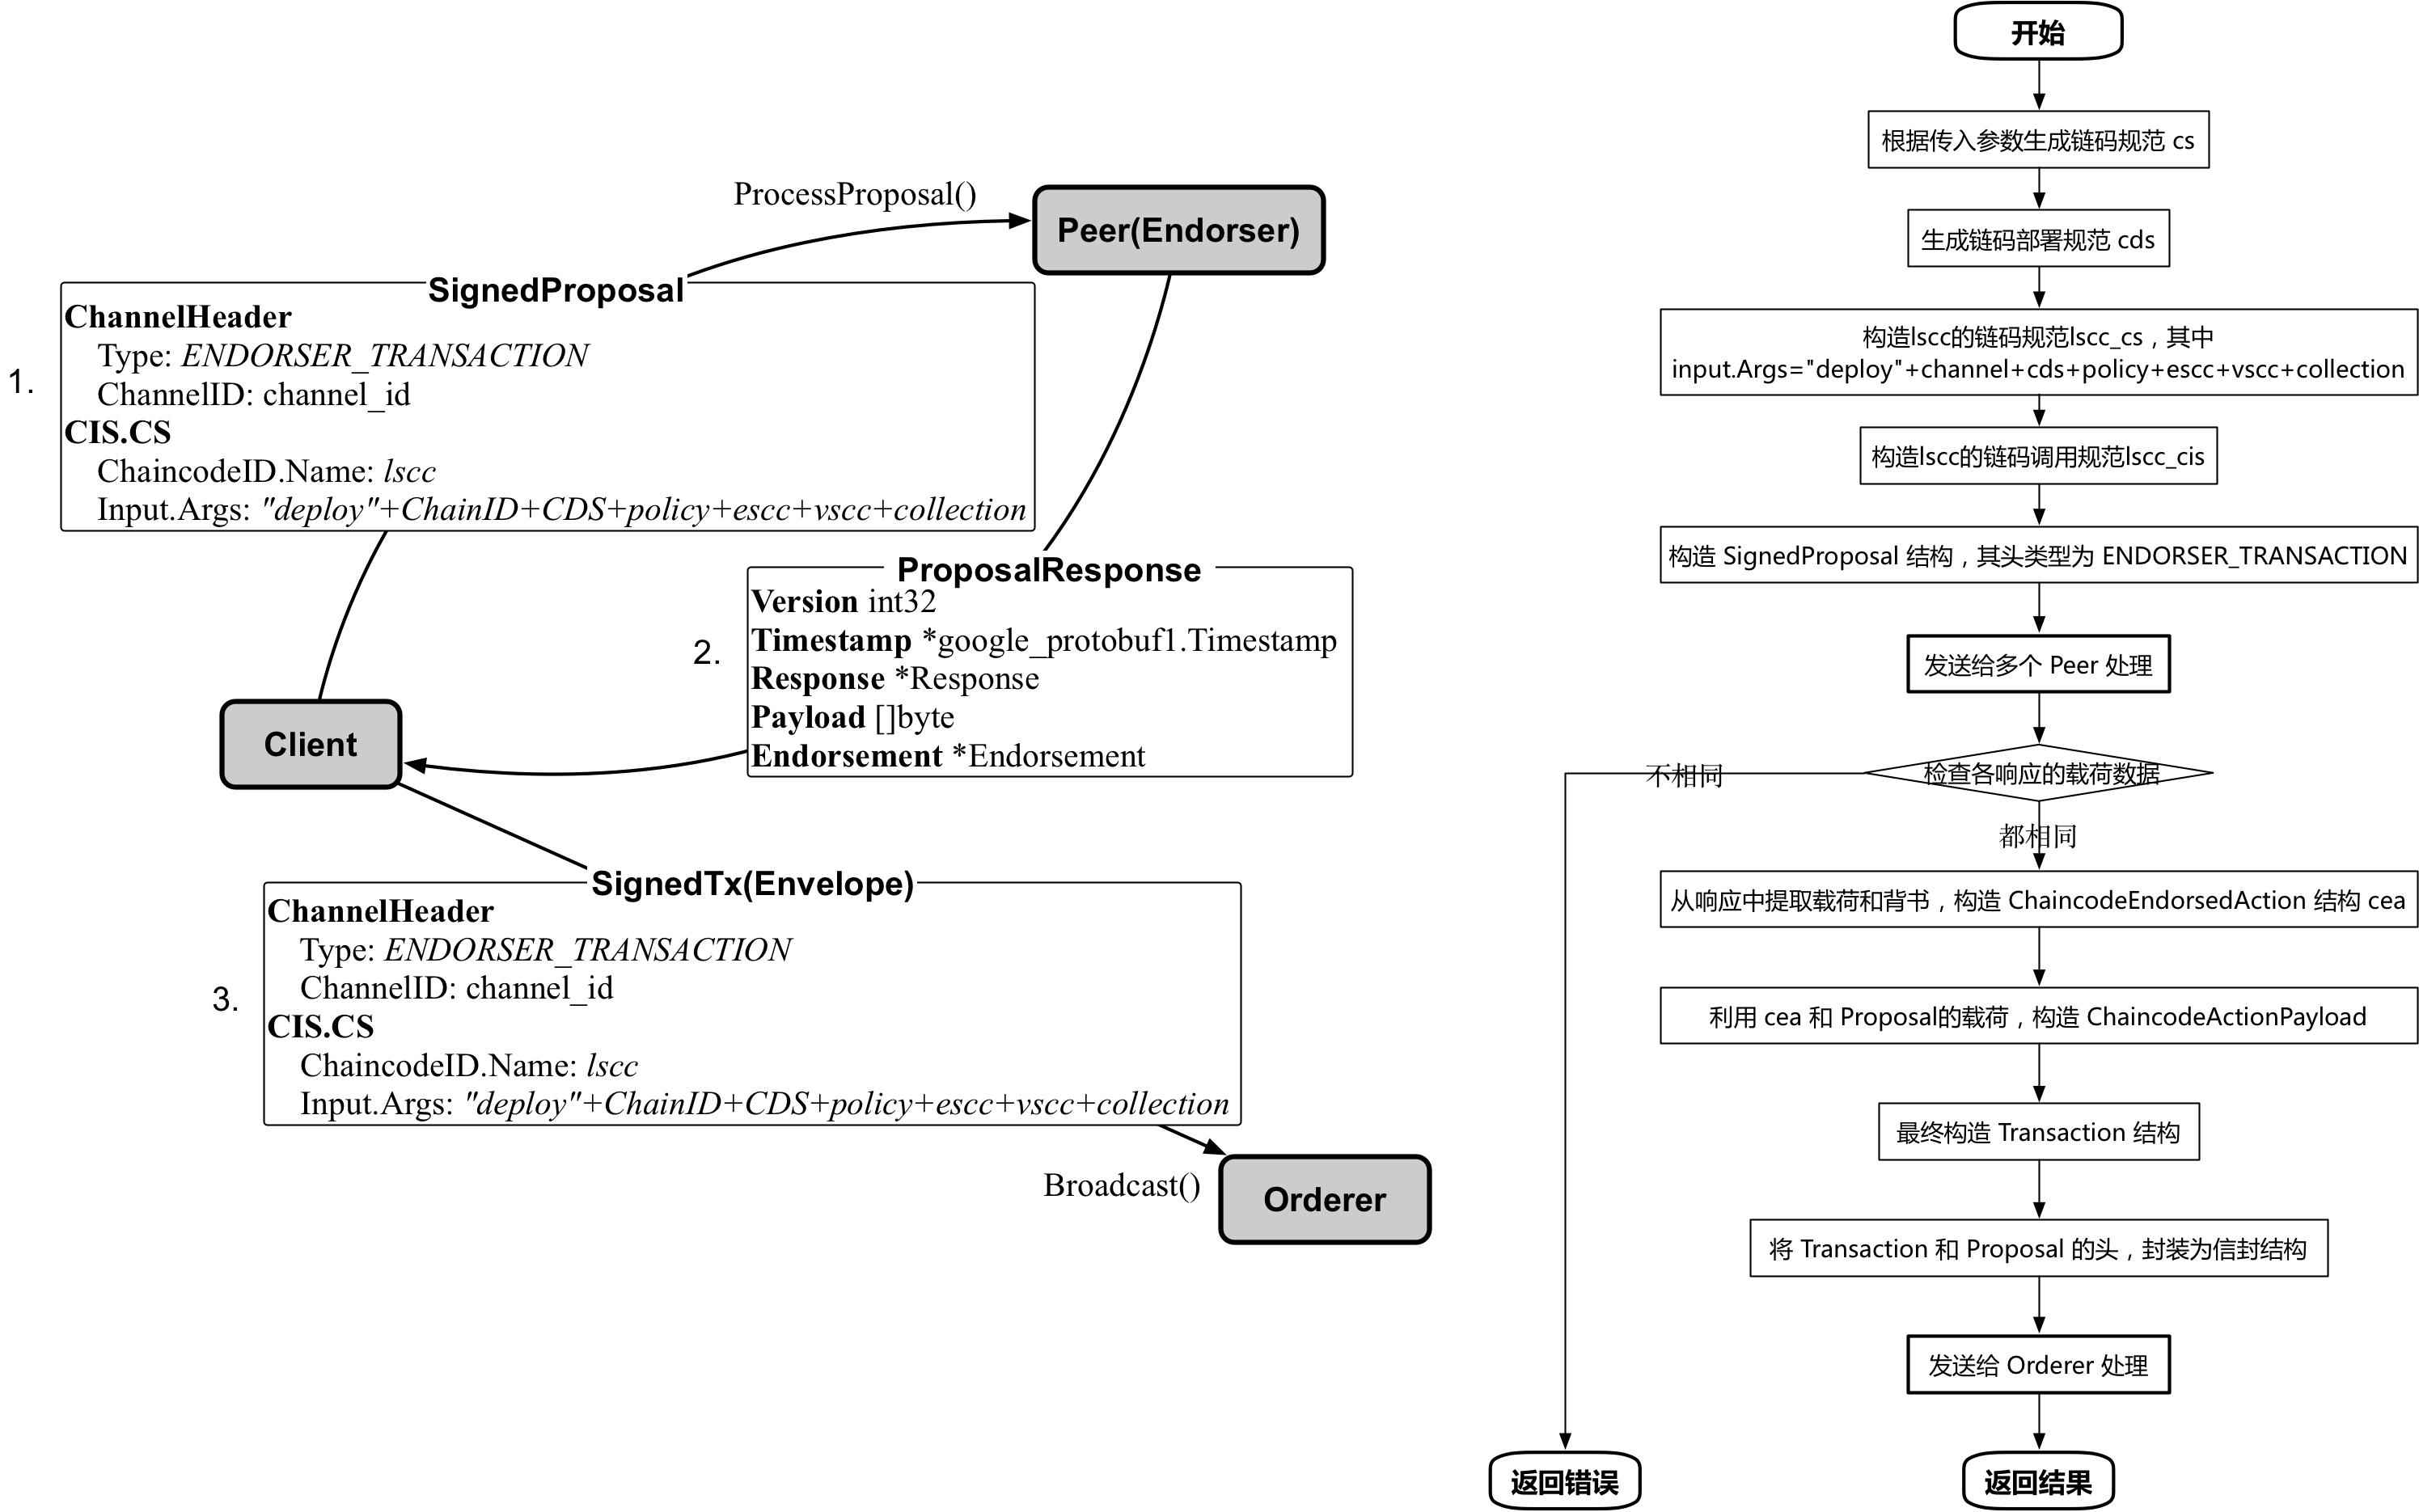 ProcessProposal()
Peer(Endorser)
SignedProposal
1.
ChannelHeader
Type: ENDORSER_TRANSACTION
ChannelID: channel_id
CIS.CS
ChaincodeID.Name: lscc
Input.Args: "deploy"+ChainID+CDS+policy+escc+vscc+collection
ProposalResponse
2.
Version int32
Timestamp *google_protobuf1.Timestamp
Response *Response
Payload []byte
Endorsement *Endorsement
Client
SignedTx(Envelope)
3.
ChannelHeader
Type: ENDORSER_TRANSACTION
ChannelID: channel_id
CIS.CS
ChaincodeID.Name: lscc
Input.Args: "deploy"+ChainID+CDS+policy+escc+vscc+collection
Broadcast()
Orderer
开始
根据传入参数生成链码规范 cs
生成链码部署规范 cds
构造lscc的链码规范lscc_cs，其中
input.Args="deploy"+channel+cds+policy+escc+vscc+collection
构造lscc的链码调用规范lscc_cis
构造 SignedProposal 结构，其头类型为 ENDORSER_TRANSACTION
发送给多个 Peer 处理
检查各响应的载荷数据
不相同
都相同
从响应中提取载荷和背书，构造 ChaincodeEndorsedAction 结构 cea
利用 cea 和 Proposal的载荷，构造 ChaincodeActionPayload
最终构造 Transaction 结构
将 Transaction 和 Proposal 的头，封装为信封结构
发送给 Orderer 处理
返回错误
返回结果